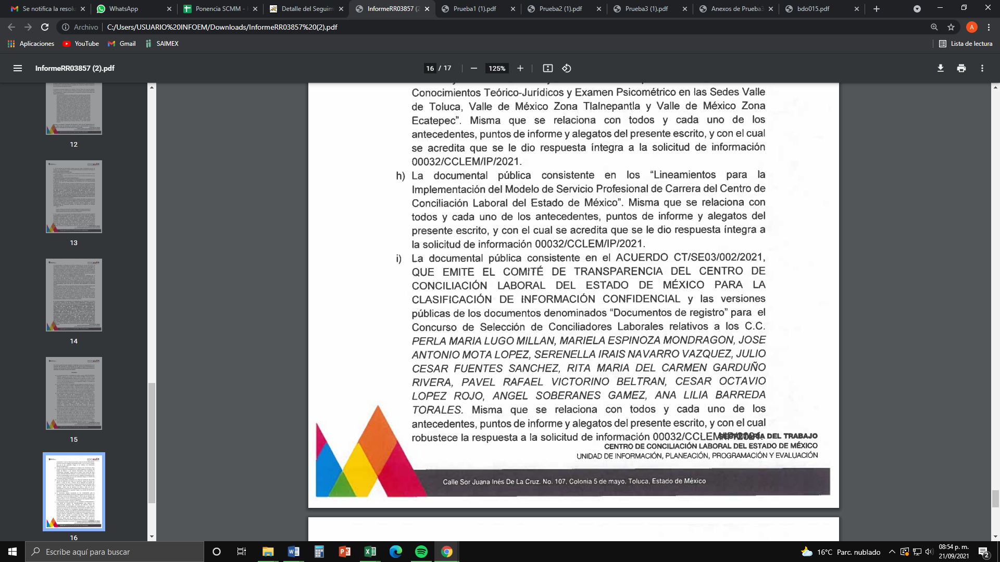 Se notifica la resolu
WhatsApp
Ponencia SCMM -
Detalle del Seguim
InformeRR03857 (2
Prueba1 (1).pdf
Prueba2 (1).pdf
Prueba3 (1).pdf
Anexos de Prueba3
bdo015.pdf
Archivo
C:/Users/USUARIO%20INFOEM/Downloads/InformeRR03857%20(2).pdf
A
Aplicaciones
YouTube
Gmail
SAIMEX
Lista de lectura
InformeRR03857 (2).pdf
16 / 17
125%
12
13
14
15
16
Conocimientos Teórico-Jurídicos y Examen Psicométrico en las Sedes Valle
de Toluca, Valle de México Zona Tlalnepantla y Valle de México Zona
Ecatepec”. Misma que se relaciona con todos y cada uno de los
antecedentes, puntos de informe y alegatos del presente escrito, y con el cual
se acredita que se le dio respuesta íntegra a la solicitud de información
00032/CCLEM/IP/2021.
h) La documental pública consistente en los “Lineamientos para la
Implementación del Modelo de Servicio Profesional de Carrera del Centro de
Conciliación Laboral del Estado de México”. Misma que se relaciona con
todos y cada uno de los antecedentes, puntos de informe y alegatos del
presente escrito, y con el cual se acredita que se le dio respuesta íntegra a
la solicitud de información 00032/CCLEM/IP/2021.
i) La documental pública consistente en el ACUERDO CT/SE03/002/2021,
QUE EMITE EL COMITÉ DE TRANSPARENCIA DEL CENTRO DE
CONCILIACIÓN LABORAL DEL ESTADO DE MÉXICO PARA LA
CLASIFICACIÓN DE INFORMACIÓN CONFIDENCIAL y las versiones
públicas de los documentos denominados “Documentos de registro” para el
Concurso de Selección de Conciliadores Laborales relativos a los C.C.
PERLA MARIA LUGO MILLAN, MARIELA ESPINOZA MONDRAGON, JOSE
ANTONIO MOTA LOPEZ, SERENELLA IRAIS NAVARRO VAZQUEZ, JULIO
CESAR FUENTES SANCHEZ, RITA MARIA DEL CARMEN GARDUÑO
RIVERA, PAVEL RAFAEL VICTORINO BELTRAN, CESAR OCTAVIO
LOPEZ ROJO, ANGEL SOBERANES GAMEZ, ANA LILIA BARREDA
TORALES. Misma que se relaciona con todos y cada uno de los
antecedentes, puntos de informe y alegatos del presente escrito, y con el cual
robustece la respuesta a la solicitud de información 00032/CCLEM/IP/2021.
SECRETARÍA DEL TRABAJO
CENTRO DE CONCILIACIÓN LABORAL DEL ESTADO DE MÉXICO
UNIDAD DE INFORMACIÓN, PLANEACIÓN, PROGRAMACIÓN Y EVALUACIÓN
Calle Sor Juana Inés De La Cruz. No. 107, Colonia 5 de mayo, Toluca, Estado de México
Escribe aquí para buscar
16°C Parc. nublado
08:54 p. m.
21/09/2021
2